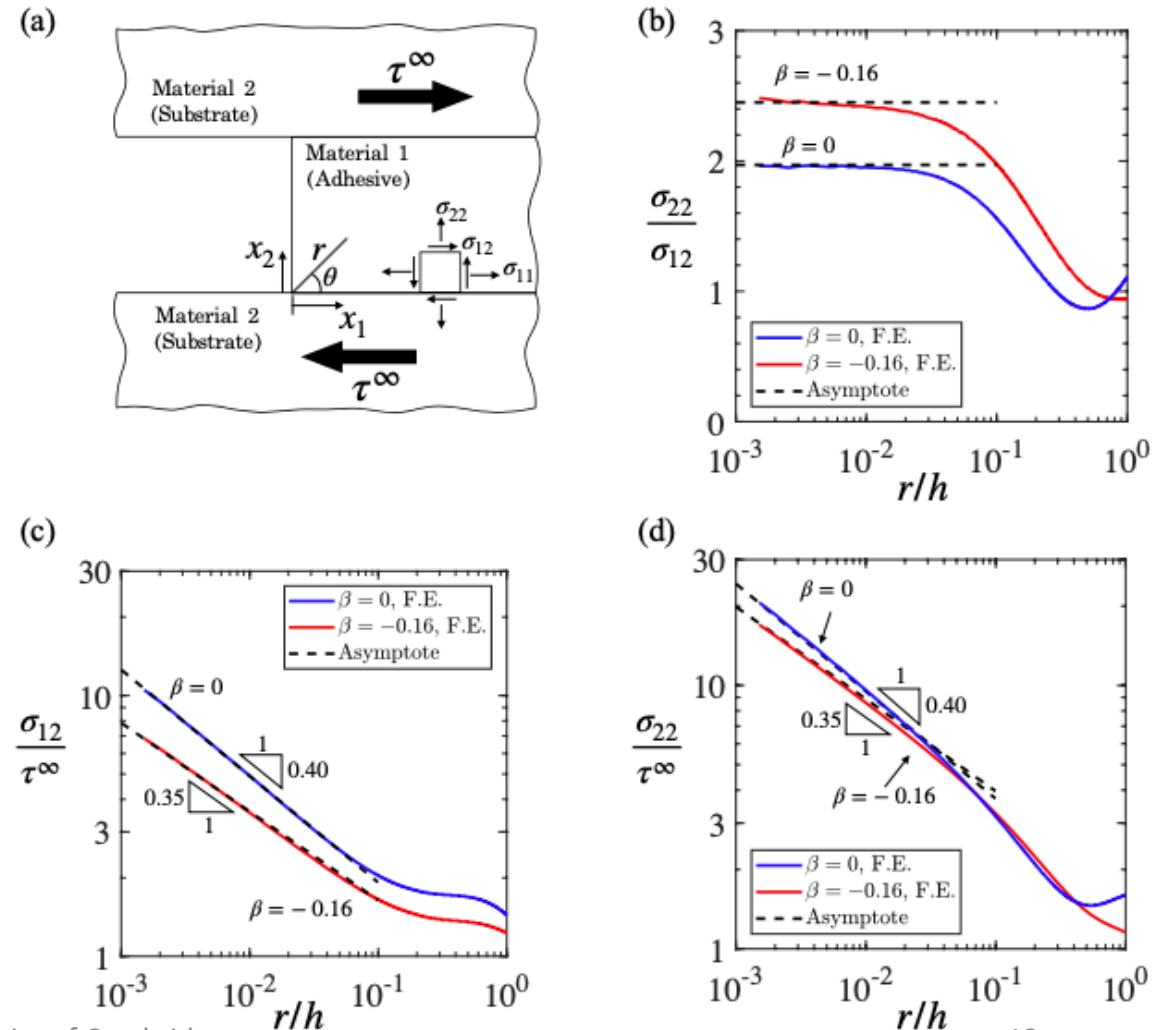 (a)
τ∞
Material 2
(Substrate)
Material 1
(Adhesive)
σ22
σ12
σ11
x2
r
θ
x1
Material 2
(Substrate)
τ∞
(b)
3
2
1
0
β = − 0.16
β = 0
σ22
σ12
β = 0, F.E.
β = −0.16, F.E.
Asymptote
10-3 10-2 10-1 100
r/h
(c)
30
10
3
1
σ12
τ∞
β = 0, F.E.
β = −0.16, F.E.
Asymptote
β = 0
1
0.40
0.35
1
β = − 0.16
10-3 10-2 10-1 100
r/h
(d)
30
10
3
1
σ22
τ∞
β = 0
1
0.40
0.35
1
β = − 0.16
β = 0, F.E.
β = −0.16, F.E.
Asymptote
10-3 10-2 10-1 100
r/h